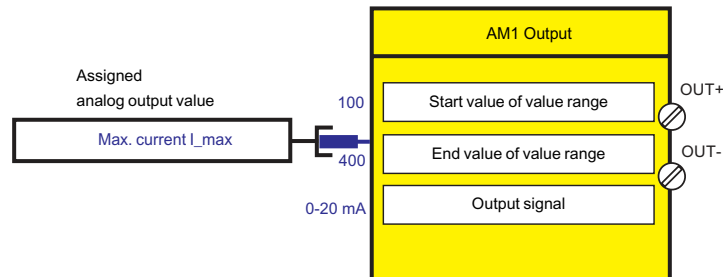 AM1 Output
Assigned
analog output value
Max. current I_max
100
Start value of value range
OUT+
400
End value of value range
OUT-
0-20 mA
Output signal